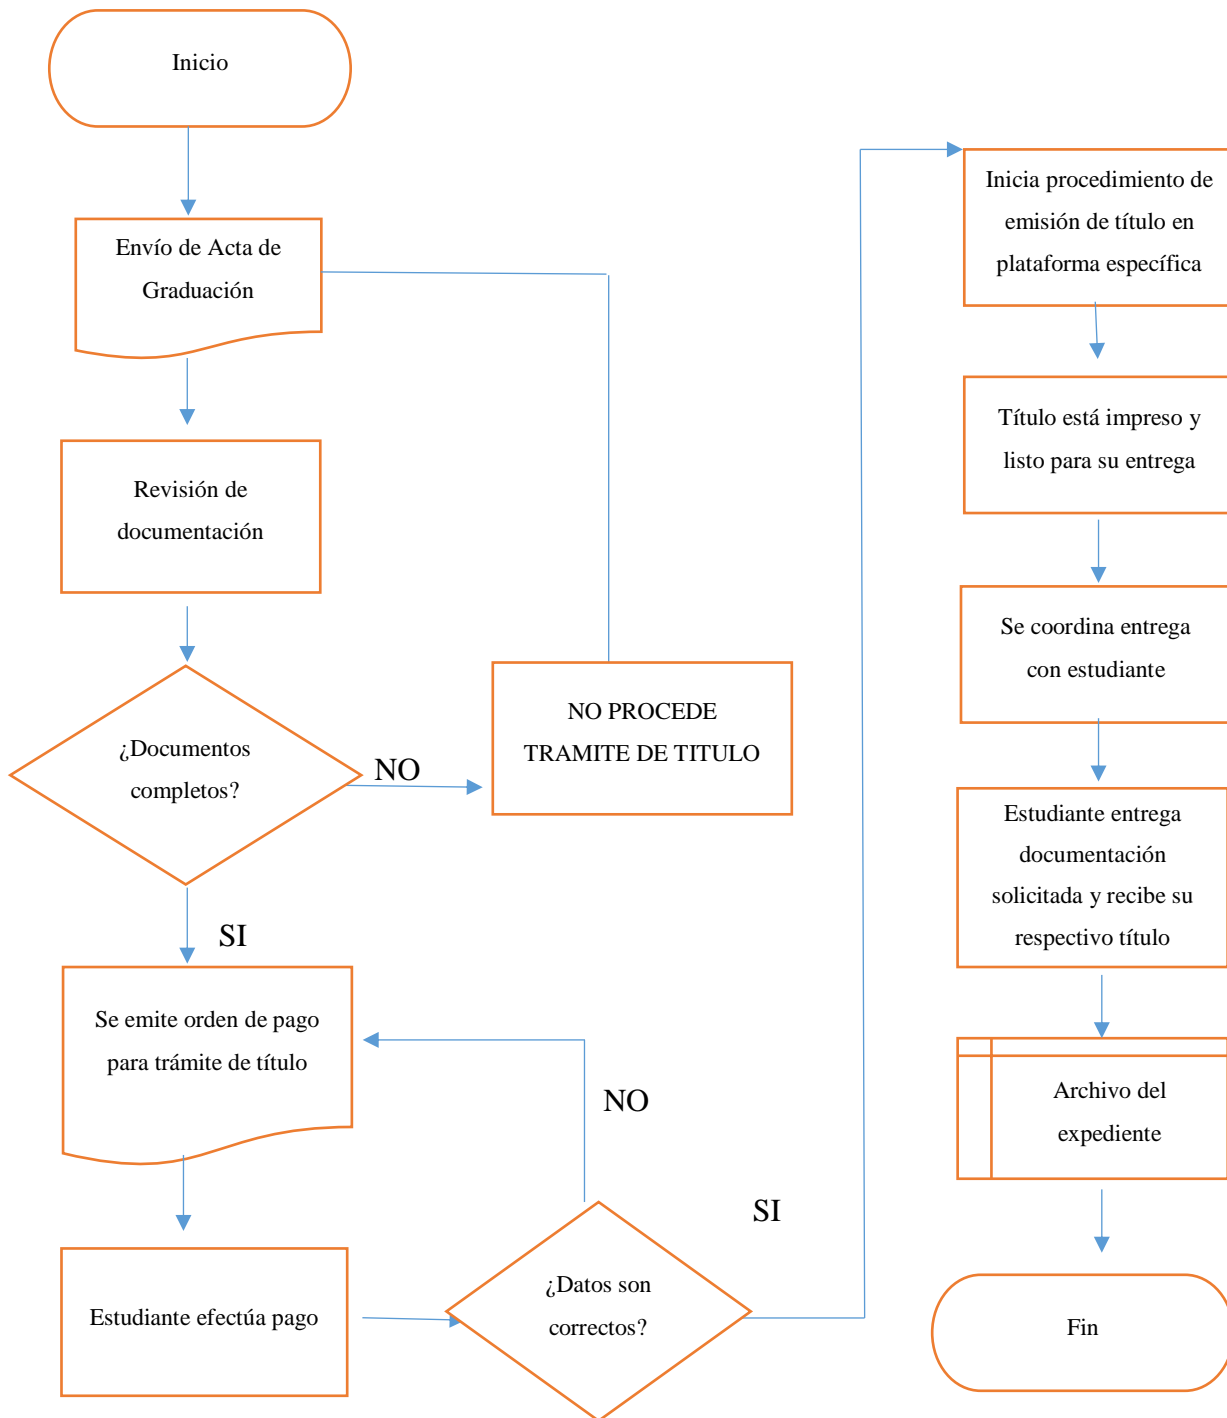 Inicio
Envío de Acta de
Graduación
Revisión de
documentación
¿Documentos
completos?
NO
NO PROCEDE
TRAMITE DE TITULO
SI
Se emite orden de pago
para trámite de título
NO
Estudiante efectúa pago
¿Datos son
correctos?
SI
Inicia procedimiento de
emisión de título en
plataforma específica
Título está impreso y
listo para su entrega
Se coordina entrega
con estudiante
Estudiante entrega
documentación
solicitada y recibe su
respectivo título
Archivo del
expediente
Fin